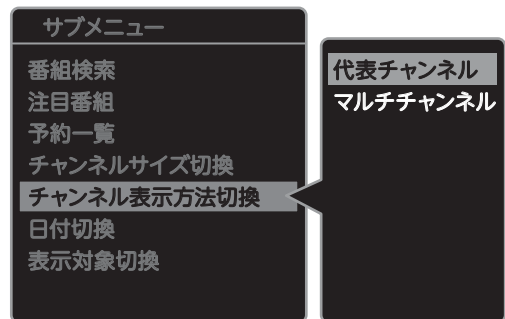 サブメニュー
番組検索
注目番組
予約一覧
チャンネルサイズ切換
チャンネル表示方法切換
日付切換
表示対象切換
代表チャンネル
マルチチャンネル